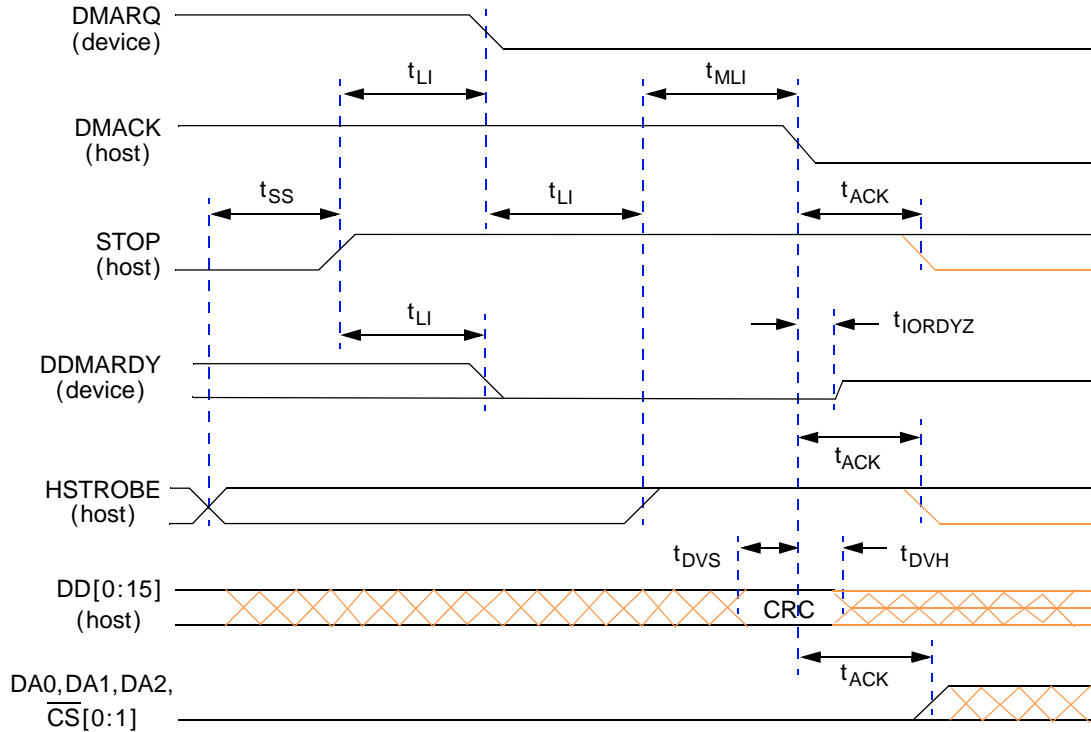 DMARQ
(device)
tLI
tMLI
DMACK
(host)
tSS
tLI
tACK
STOP
(host)
tLI
tIORDYZ
DDMARDY
(device)
tACK
HSTROBE
(host)
tDVS
tDVH
DD[0:15]
(host)
CRC
tACK
DA0,DA1,DA2,
C̅S̅[0:1]